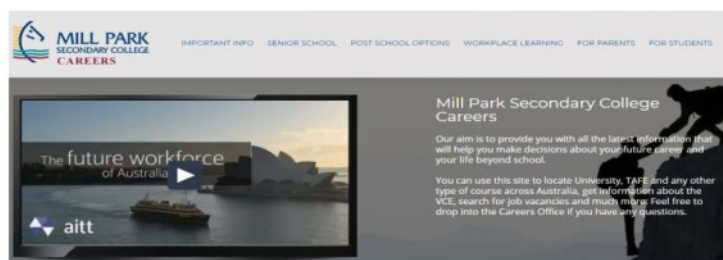 MILL PARK
SECONDARY COLLEGE
CAREERS
IMPORTANT INFO SENIOR SCHOOL POST SCHOOL OPTIONS WORKPLACE LEARNING FOR PARENTS FOR STUDENTS
The future workforce
of Australia
aitt
Mill Park Secondary College
Careers
Our aim is to provide you with all the latest information that
will help you make decisions about your future career and
your life beyond school.
You can use this site to locate University, TAFE and any other
type of course across Australia, get information about the
VCE, search for job vacancies and much more. Feel free to
drop into the Careers Office if you have any questions.